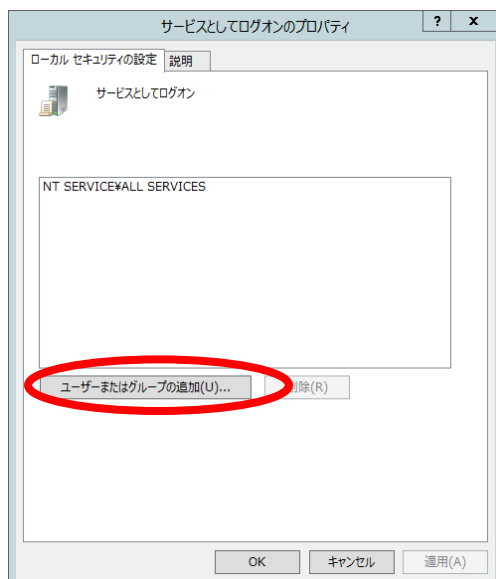 サービスとしてログオンのプロパティ
? x
ローカル セキュリティの設定 説明
サービスとしてログオン
NT SERVICE¥ALL SERVICES
ユーザーまたはグループの追加(U)... 削除(R)
OK キャンセル 適用(A)